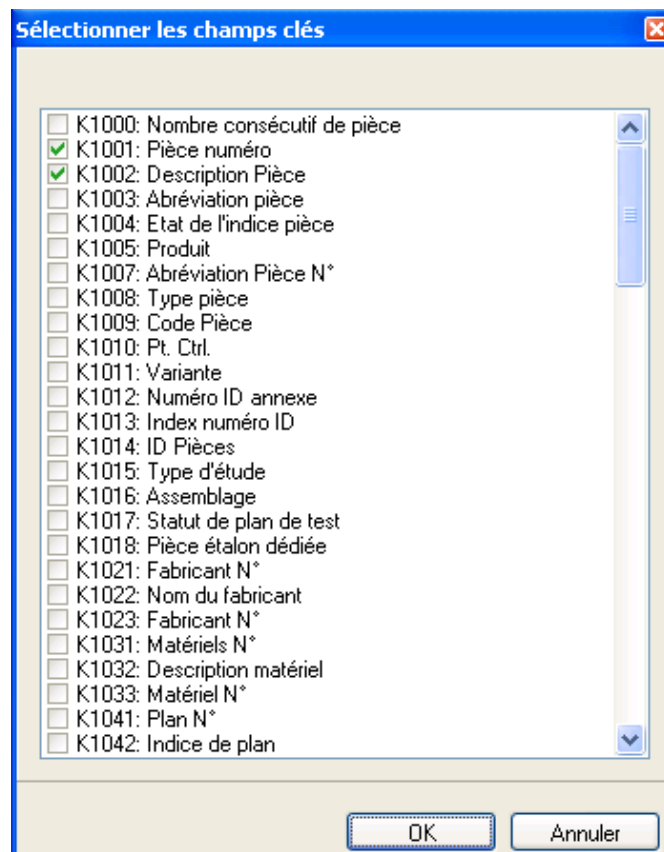 Sélectionner les champs clés
K1000: Nombre consécutif de pièce
K1001: Pièce numéro
K1002: Description Pièce
K1003: Abréviation pièce
K1004: Etat de l'indice pièce
K1005: Produit
K1007: Abréviation Pièce N°
K1008: Type pièce
K1009: Code Pièce
K1010: Pt. Ctrl.
K1011: Variante
K1012: Numéro ID annexe
K1013: Index numéro ID
K1014: ID Pièces
K1015: Type d'étude
K1016: Assemblage
K1017: Statut de plan de test
K1018: Pièce étalon dédiée
K1021: Fabricant N°
K1022: Nom du fabricant
K1023: Fabricant N°
K1031: Matériels N°
K1032: Description matériel
K1033: Matériel N°
K1041: Plan N°
K1042: Indice de plan
OK Annuler